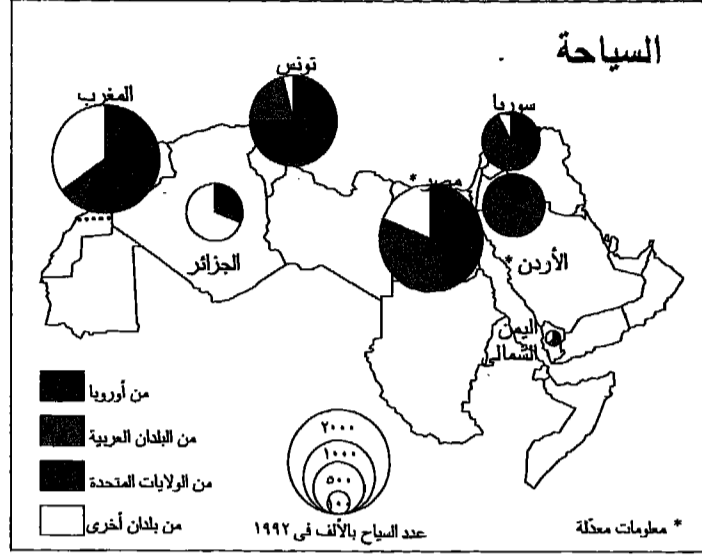 السياحة
تونس
المغرب
سوريا
مصر *
الجزائر
الأردن *
اليمن
الشمالي
من أوروبا
من البلدان العربية
من الولايات المتحدة
من بلدان أخرى
٢٠٠٠
١٠٠٠
٥٠٠
١٠٠
عدد السياح بالألف في ١٩٩٢
* معلومات معدّلة